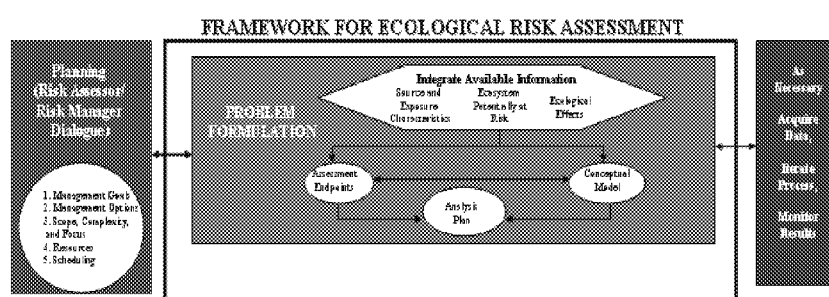 FRAMEWORK FOR ECOLOGICAL RISK ASSESSMENT
Planning
(Risk Assessor/
Risk Manager
Dialogue)
1. Management Goals
2. Management Options
3. Scope, Complexity,
and Focus
4. Resources
5. Scheduling
PROBLEM
FORMULATION
Integrate Available Information
Source and
Exposure
Characteristics
Ecosystem
Potentially at
Risk
Ecological
Effects
Assessment
Endpoints
Conceptual
Model
Analysis
Plan
As
Necessary
Acquire
Data,
Iterate
Process,
Monitor
Results